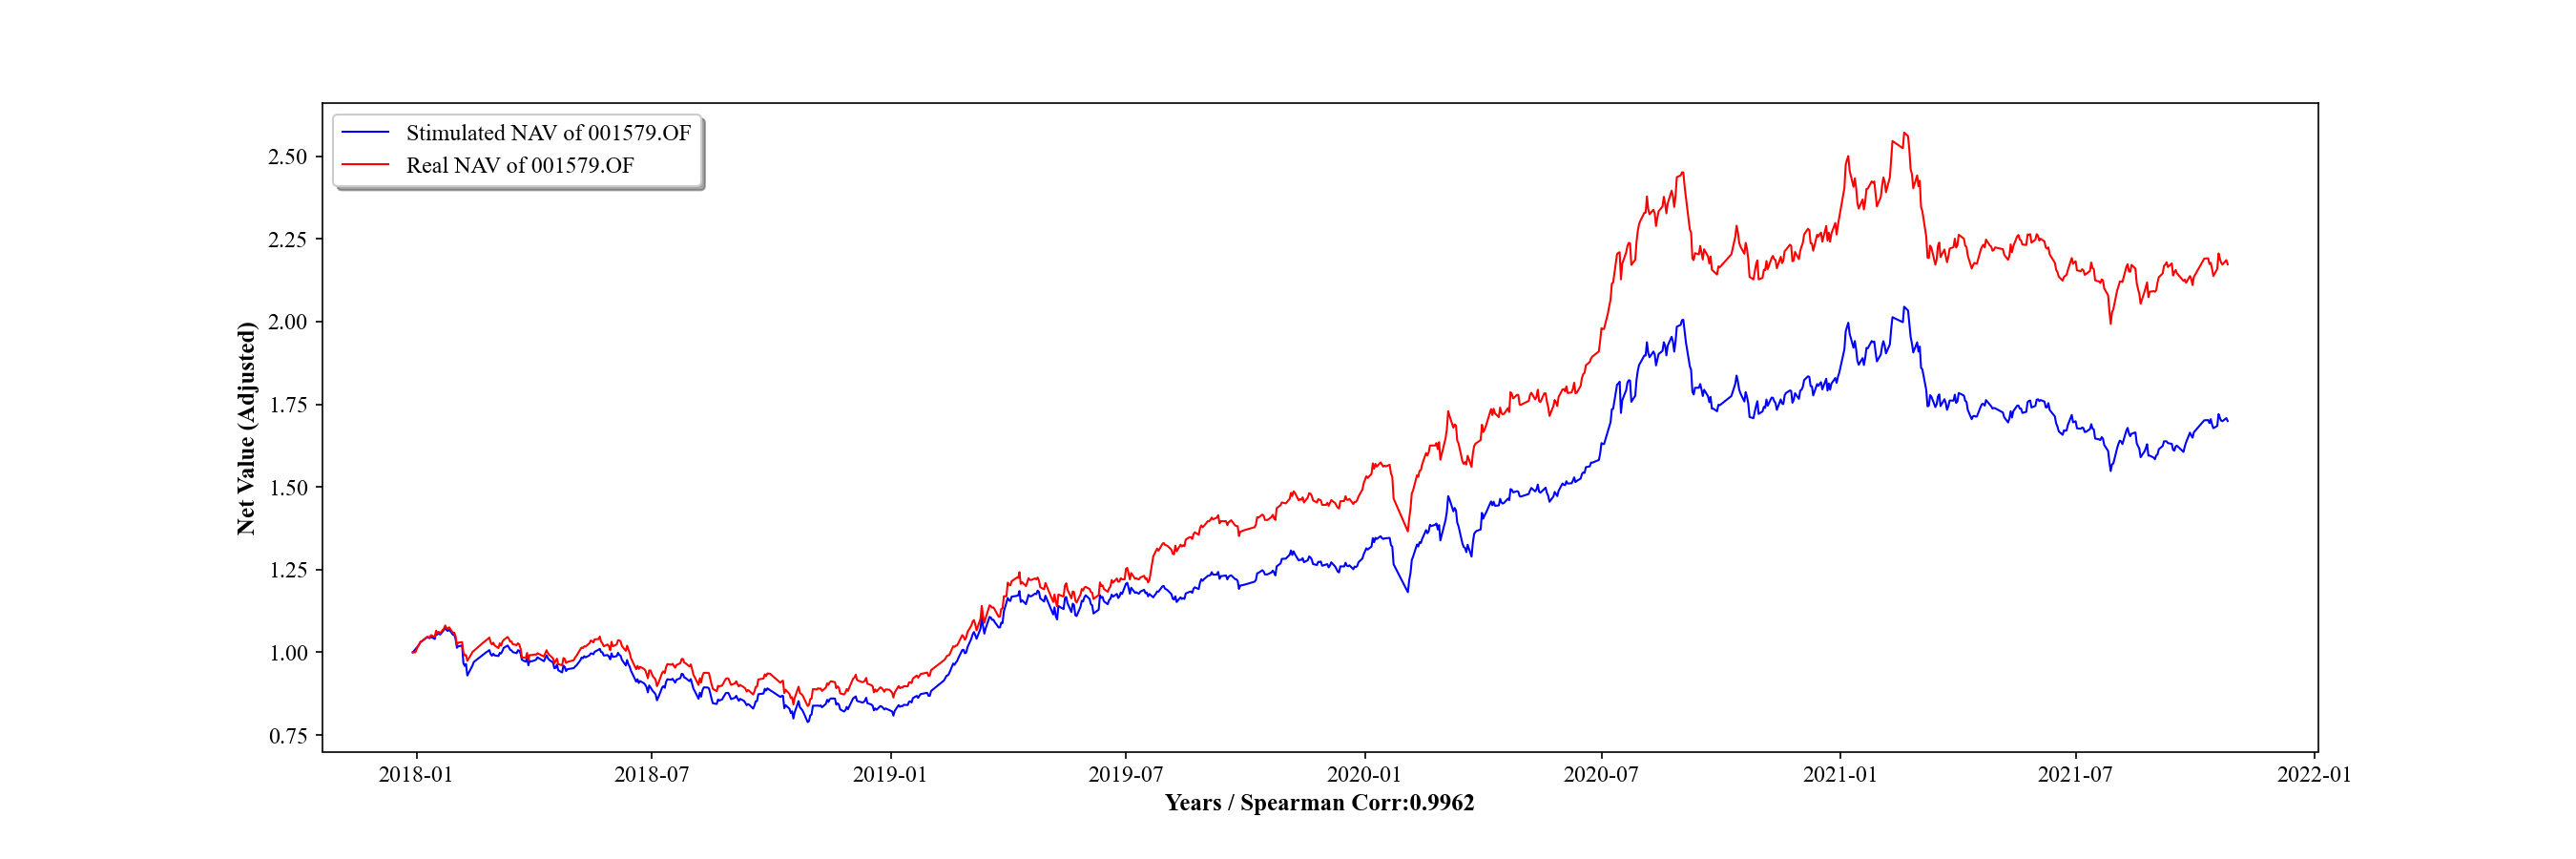 Stimulated NAV of 001579.OF
Real NAV of 001579.OF
Net Value (Adjusted)
2.50
2.25
2.00
1.75
1.50
1.25
1.00
0.75
2018-01 2018-07 2019-01 2019-07 2020-01 2020-07 2021-01 2021-07 2022-01
Years / Spearman Corr:0.9962